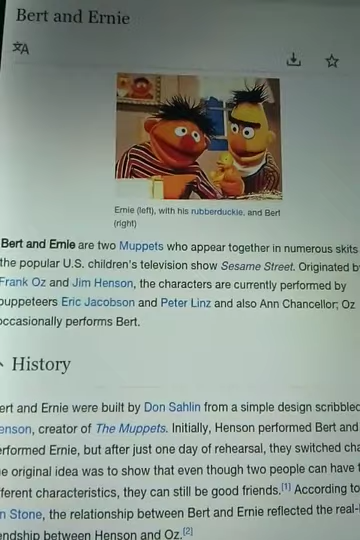 Bert and Ernie
Ernie (left), with his rubberduckie, and Bert
(right)
Bert and Ernie are two Muppets who appear together in numerous skits
the popular U.S. children's television show Sesame Street. Originated by
Frank Oz and Jim Henson, the characters are currently performed by
puppeteers Eric Jacobson and Peter Linz and also Ann Chancellor; Oz
occasionally performs Bert.
History
ert and Ernie were built by Don Sahlin from a simple design scribbled
enson, creator of The Muppets. Initially, Henson performed Bert and
erformed Ernie, but after just one day of rehearsal, they switched cha
e original idea was to show that even though two people can have t
fferent characteristics, they can still be good friends.[1] According to
n Stone, the relationship between Bert and Ernie reflected the real-
endship between Henson and Oz.[2]